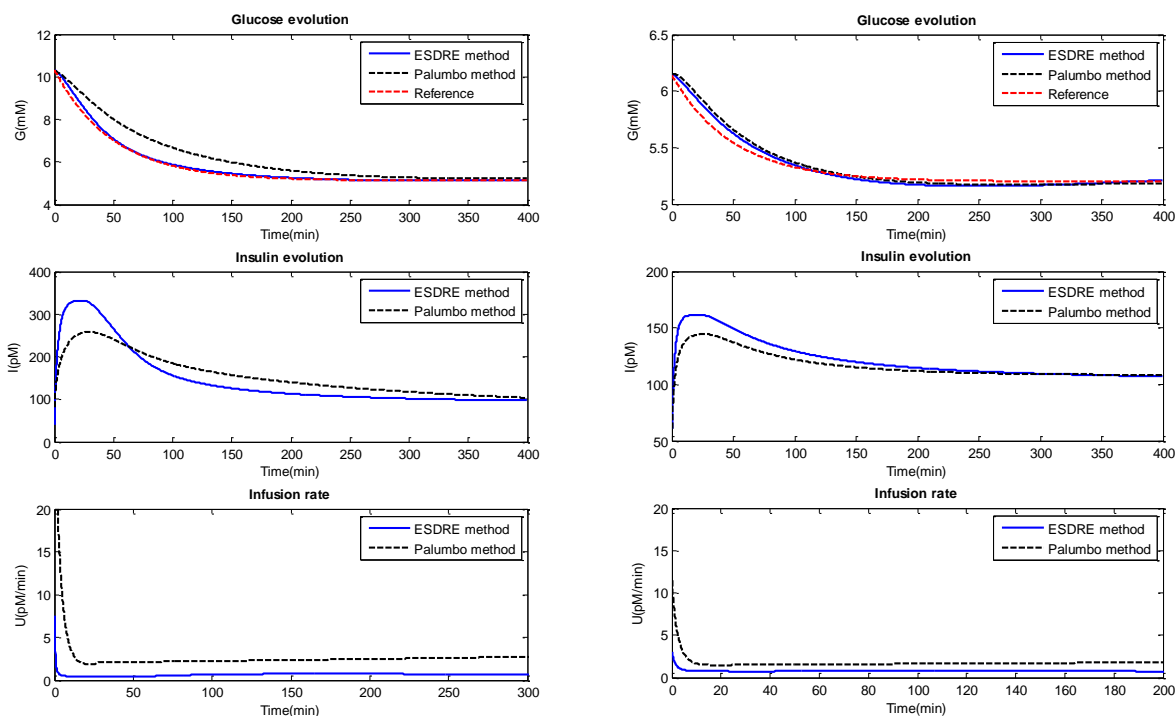 Glucose evolution
12
10
8
6
4
G(mM)
ESDRE method
Palumbo method
Reference
0 50 100 150 200 250 300 350 400
Time(min)
Insulin evolution
400
300
200
100
0
I(pM)
ESDRE method
Palumbo method
0 50 100 150 200 250 300 350 400
Time(min)
Infusion rate
20
15
10
5
0
U(pM/min)
ESDRE method
Palumbo method
0 50 100 150 200 250 300
Time(min)
Glucose evolution
6.5
6
5.5
5
G(mM)
ESDRE method
Palumbo method
Reference
0 50 100 150 200 250 300 350 400
Time(min)
Insulin evolution
200
150
100
50
I(pM)
ESDRE method
Palumbo method
0 50 100 150 200 250 300 350 400
Time(min)
Infusion rate
20
15
10
5
0
U(pM/min)
ESDRE method
Palumbo method
0 20 40 60 80 100 120 140 160 180 200
Time(min)